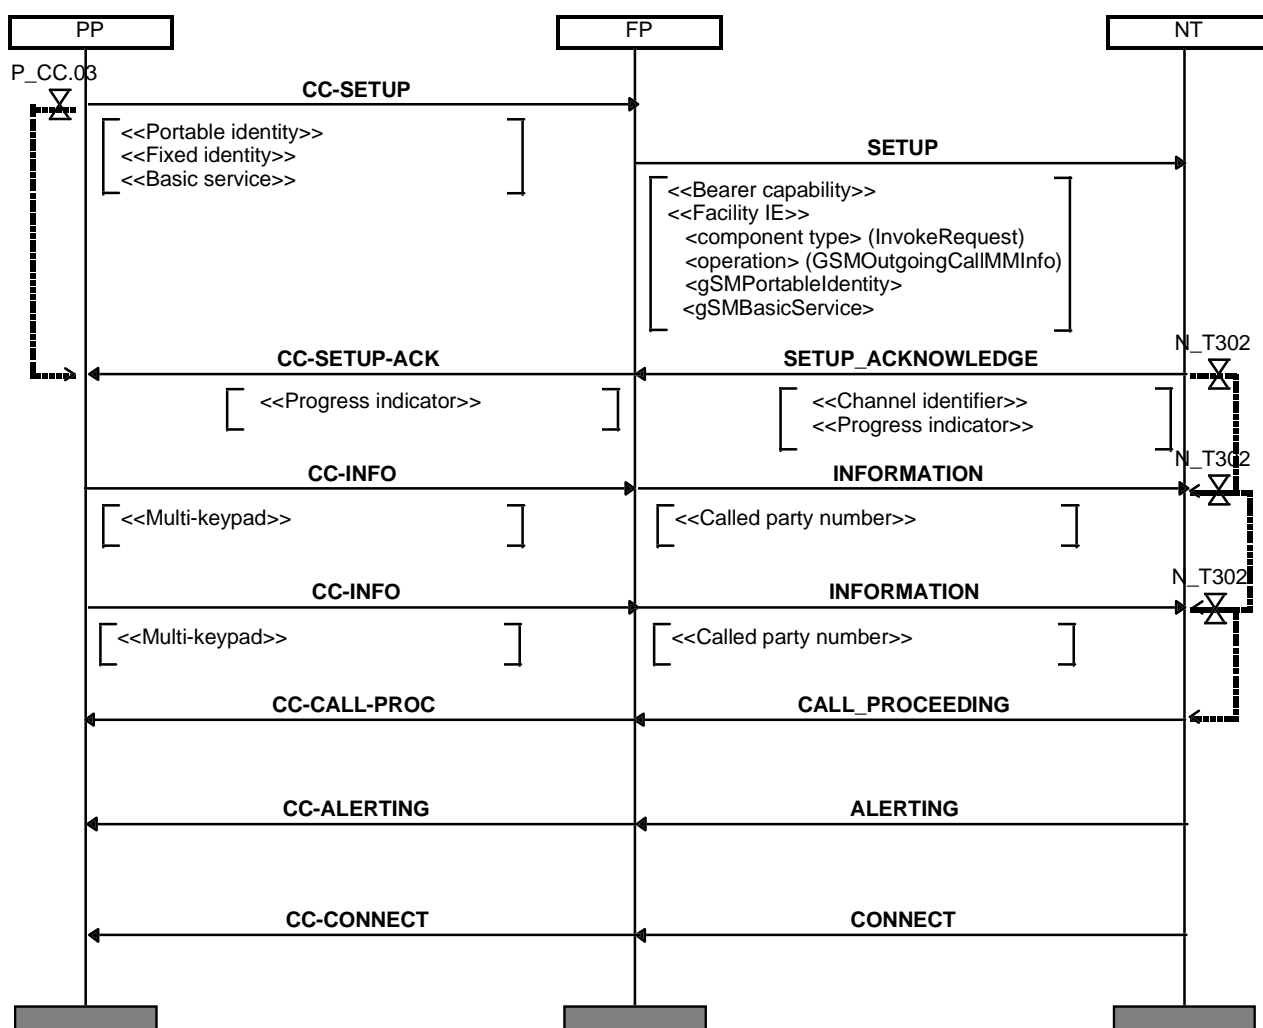 PP
FP
NT
P_CC.03
CC-SETUP
<<Portable identity>>
<<Fixed identity>>
<<Basic service>>
SETUP
<<Bearer capability>>
<<Facility IE>>
<component type> (InvokeRequest)
<operation> (GSMOutgoingCallMMInfo)
<gSMPortableIdentity>
<gSMBasicService>
N_T302
CC-SETUP-ACK
SETUP_ACKNOWLEDGE
<<Progress indicator>>
<<Channel identifier>>
<<Progress indicator>>
N_T302
CC-INFO
INFORMATION
<<Multi-keypad>>
<<Called party number>>
N_T302
CC-INFO
INFORMATION
<<Multi-keypad>>
<<Called party number>>
CC-CALL-PROC
CALL_PROCEEDING
CC-ALERTING
ALERTING
CC-CONNECT
CONNECT